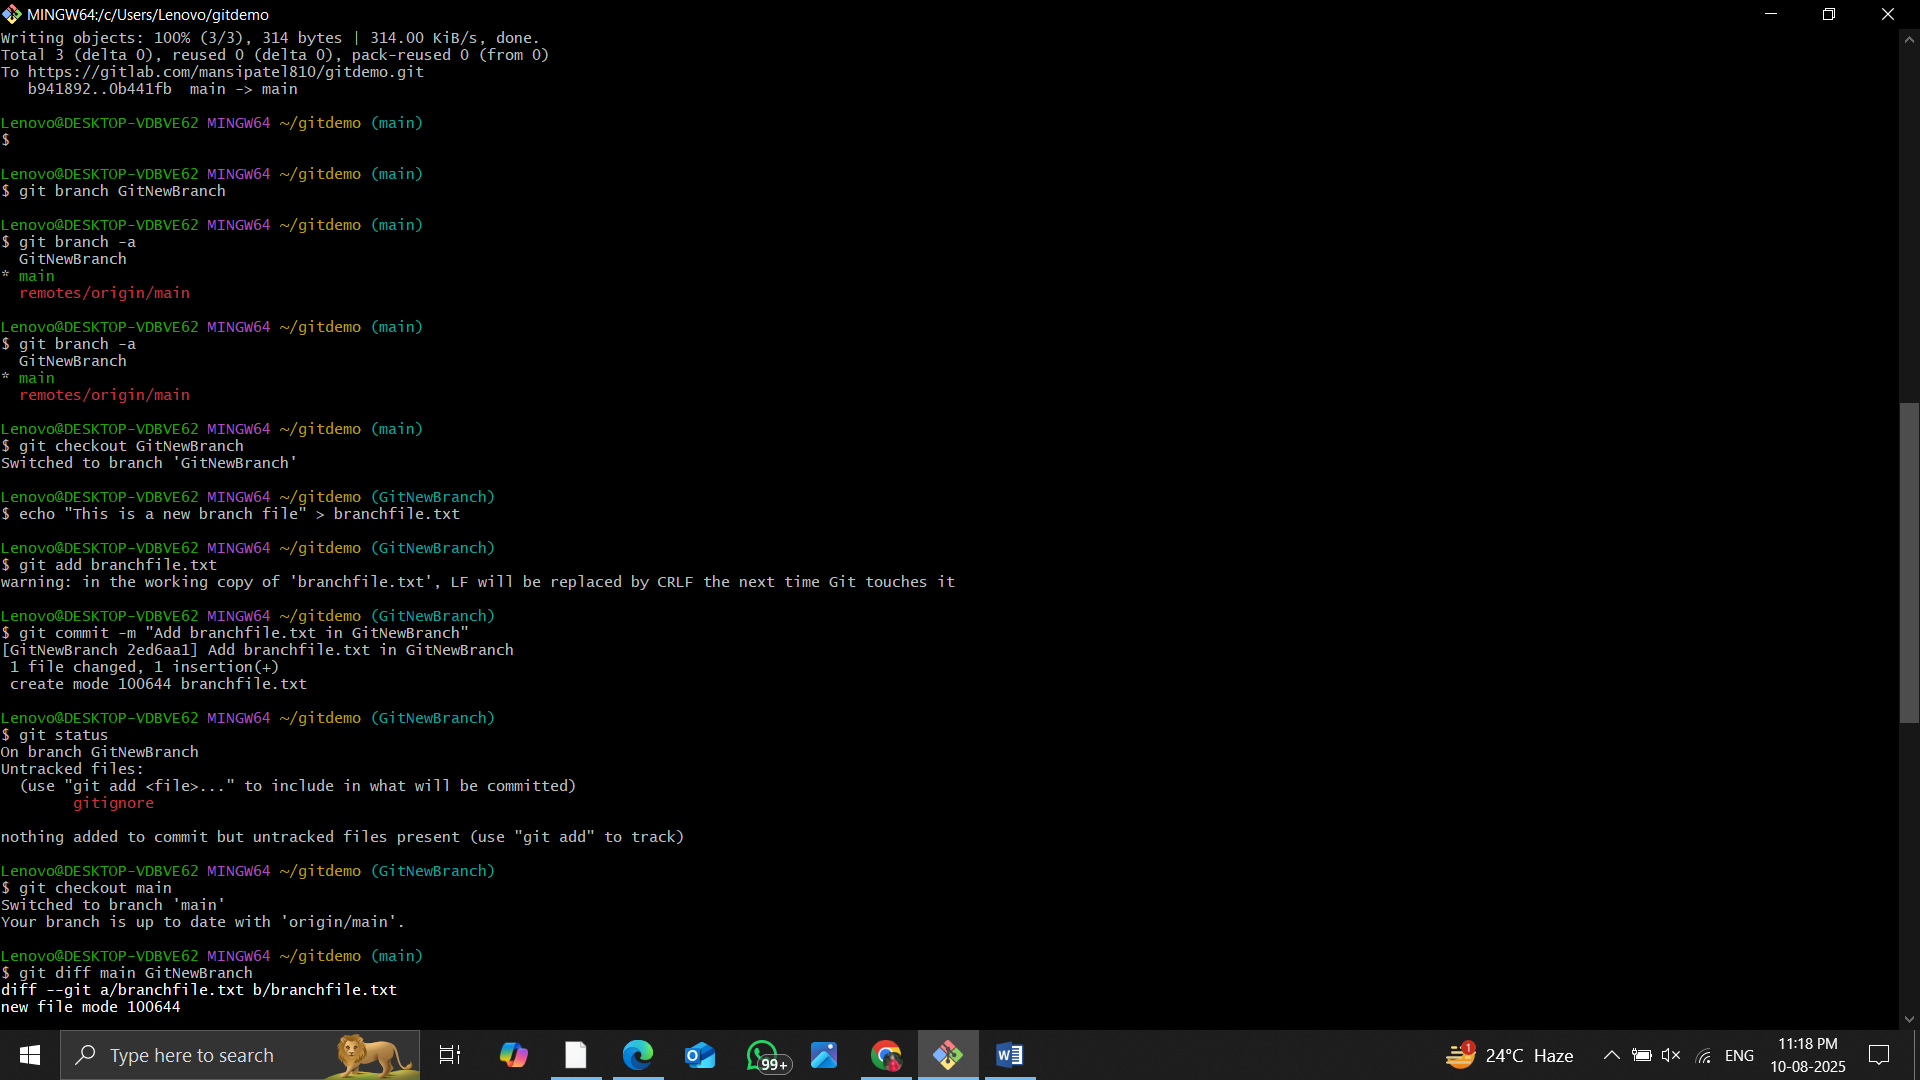 MINGW64:/c/Users/Lenovo/gitdemo
Writing objects: 100% (3/3), 314 bytes | 314.00 KiB/s, done.
Total 3 (delta 0), reused 0 (delta 0), pack-reused 0 (from 0)
To https://gitlab.com/mansipatel810/gitdemo.git
   b941892..0b441fb  main -> main

Lenovo@DESKTOP-VDBVE62 MINGW64 ~/gitdemo (main)
$

Lenovo@DESKTOP-VDBVE62 MINGW64 ~/gitdemo (main)
$ git branch GitNewBranch

Lenovo@DESKTOP-VDBVE62 MINGW64 ~/gitdemo (main)
$ git branch -a
  GitNewBranch
* main
  remotes/origin/main

Lenovo@DESKTOP-VDBVE62 MINGW64 ~/gitdemo (main)
$ git branch -a
  GitNewBranch
* main
  remotes/origin/main

Lenovo@DESKTOP-VDBVE62 MINGW64 ~/gitdemo (main)
$ git checkout GitNewBranch
Switched to branch 'GitNewBranch'

Lenovo@DESKTOP-VDBVE62 MINGW64 ~/gitdemo (GitNewBranch)
$ echo "This is a new branch file" > branchfile.txt

Lenovo@DESKTOP-VDBVE62 MINGW64 ~/gitdemo (GitNewBranch)
$ git add branchfile.txt
warning: in the working copy of 'branchfile.txt', LF will be replaced by CRLF the next time Git touches it

Lenovo@DESKTOP-VDBVE62 MINGW64 ~/gitdemo (GitNewBranch)
$ git commit -m "Add branchfile.txt in GitNewBranch"
[GitNewBranch 2ed6aa1] Add branchfile.txt in GitNewBranch
 1 file changed, 1 insertion(+)
 create mode 100644 branchfile.txt

Lenovo@DESKTOP-VDBVE62 MINGW64 ~/gitdemo (GitNewBranch)
$ git status
On branch GitNewBranch
Untracked files:
  (use "git add <file>..." to include in what will be committed)
        gitignore

nothing added to commit but untracked files present (use "git add" to track)

Lenovo@DESKTOP-VDBVE62 MINGW64 ~/gitdemo (GitNewBranch)
$ git checkout main
Switched to branch 'main'
Your branch is up to date with 'origin/main'.

Lenovo@DESKTOP-VDBVE62 MINGW64 ~/gitdemo (main)
$ git diff main GitNewBranch
diff --git a/branchfile.txt b/branchfile.txt
new file mode 100644
Type here to search
99+
1
24°C Haze
ENG
11:18 PM
10-08-2025